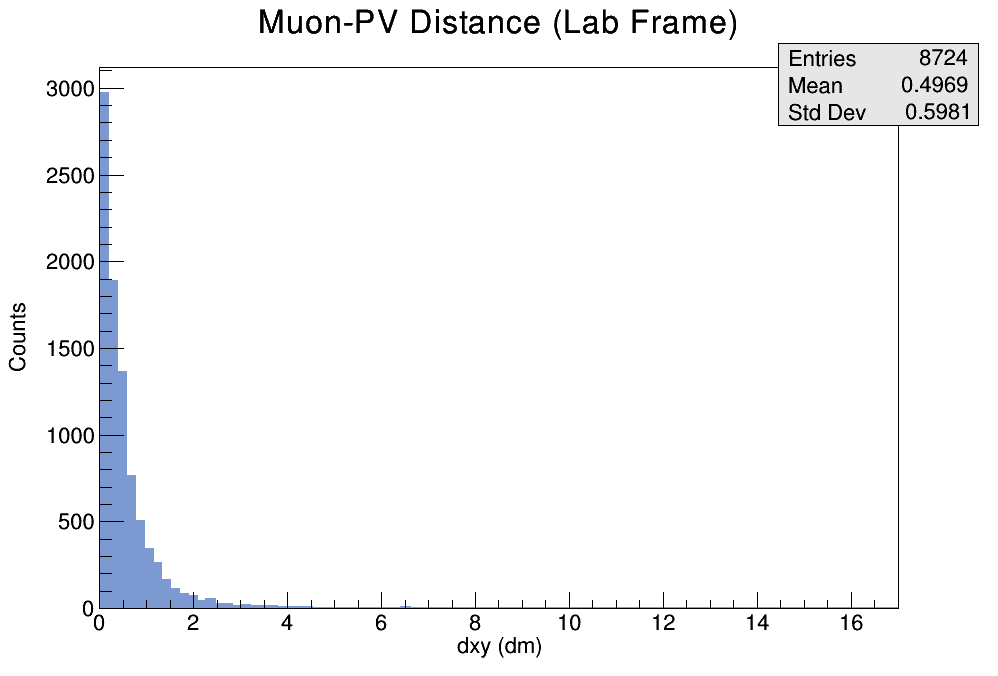 Muon-PV Distance (Lab Frame)
Entries 8724
Mean 0.4969
Std Dev 0.5981
3000
2500
2000
1500
1000
500
0
Counts
0 2 4 6 8 10 12 14 16
dxy (dm)